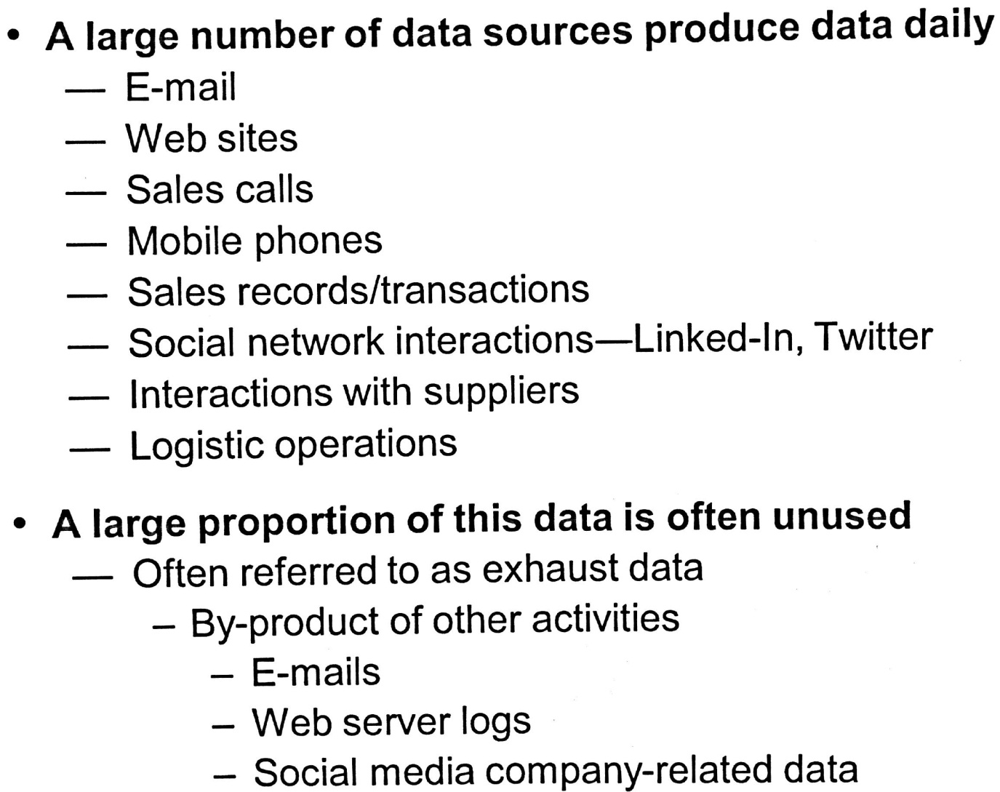 • A large number of data sources produce data daily
— E-mail
— Web sites
— Sales calls
— Mobile phones
— Sales records/transactions
— Social network interactions—Linked-In, Twitter
— Interactions with suppliers
— Logistic operations
• A large proportion of this data is often unused
— Often referred to as exhaust data
– By-product of other activities
– E-mails
– Web server logs
– Social media company-related data